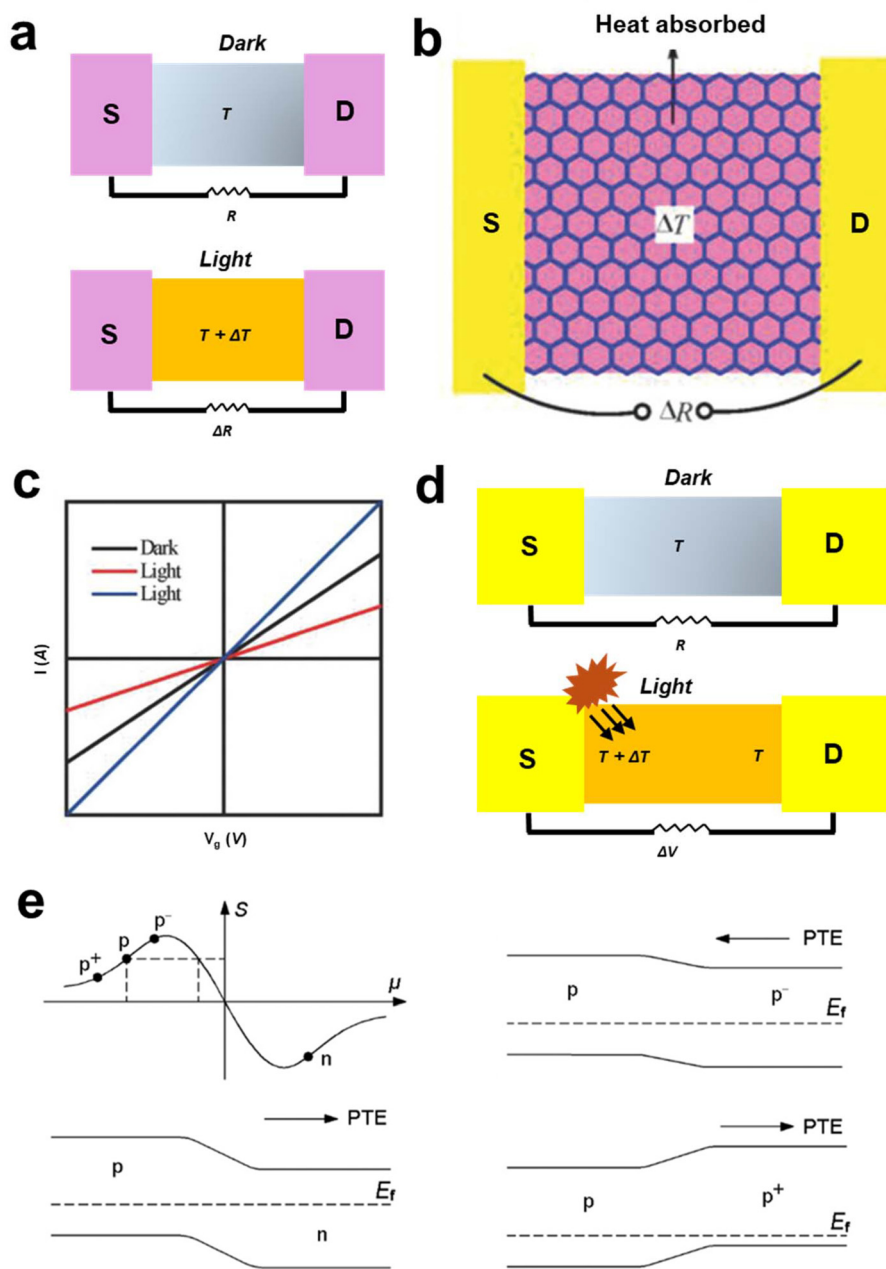 a
Dark
S
T
D
R
Light
S
T + ΔT
D
ΔR
b
Heat absorbed
S
ΔT
D
ΔR
c
Dark
Light
Light
I (A)
V_g (V)
d
Dark
S
T
D
R
Light
S
T + ΔT
T
D
ΔV
e
S
p⁺
p
p⁻
μ
n
PTE
p
p⁻
E_f
PTE
p
E_f
n
PTE
p
p⁺
E_f